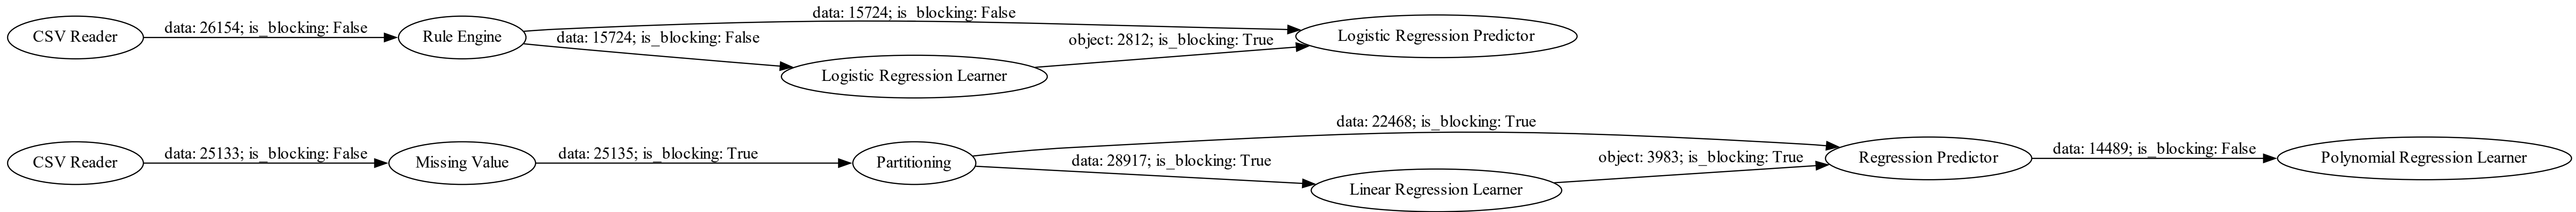 CSV Reader
data: 26154; is_blocking: False
Rule Engine
data: 15724; is_blocking: False
data: 15724; is_blocking: False
Logistic Regression Learner
object: 2812; is_blocking: True
Logistic Regression Predictor
CSV Reader
data: 25133; is_blocking: False
Missing Value
data: 25135; is_blocking: True
Partitioning
data: 22468; is_blocking: True
data: 28917; is_blocking: True
Linear Regression Learner
object: 3983; is_blocking: True
Regression Predictor
data: 14489; is_blocking: False
Polynomial Regression Learner